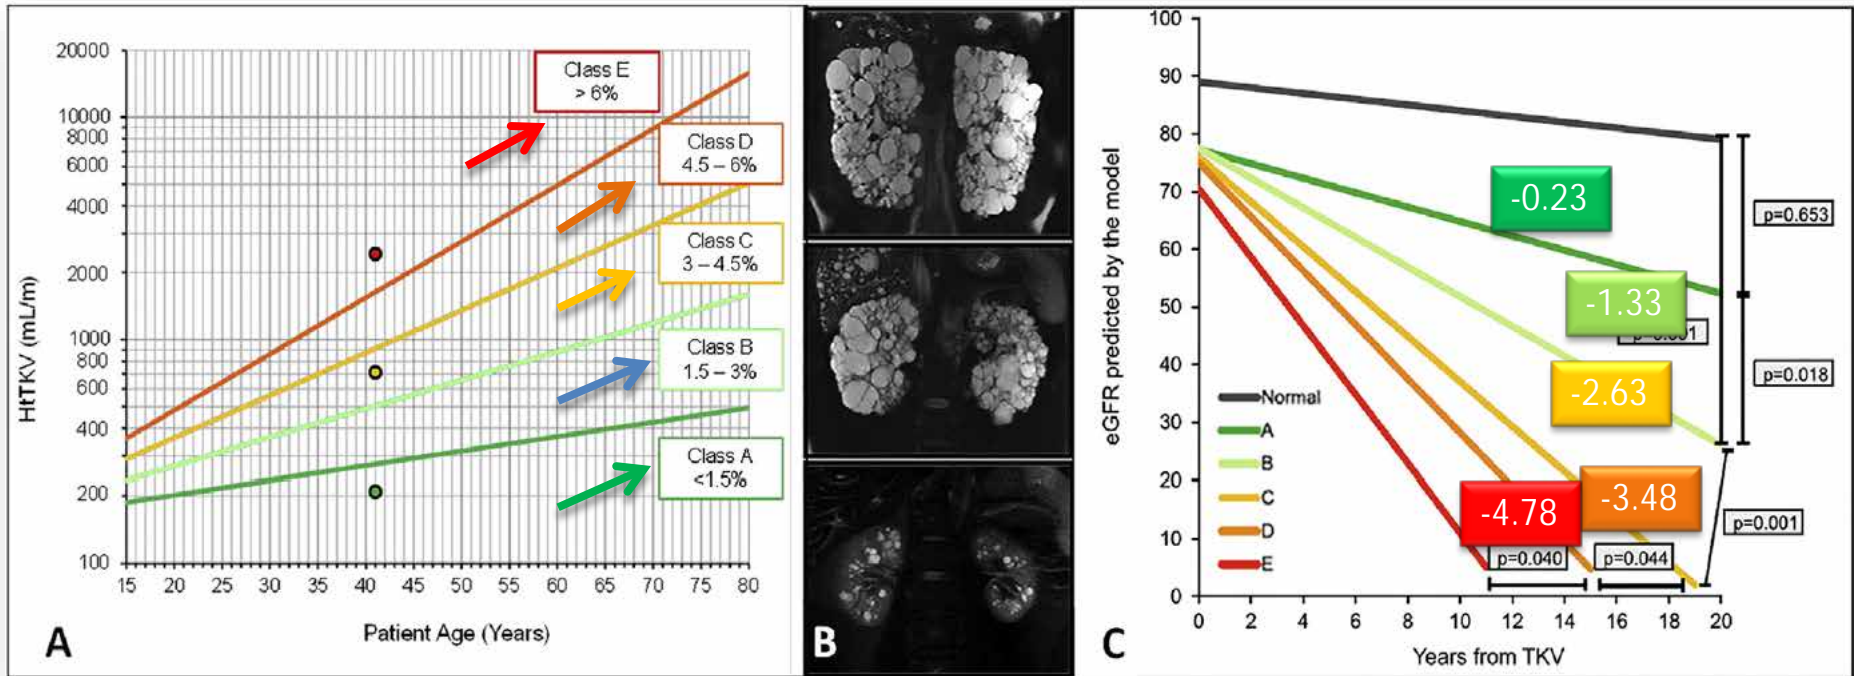 20000
10000
8000
6000
4000
2000
1000
800
600
400
200
100
HtTKV (mL/m)
15 20 25 30 35 40 45 50 55 60 65 70 75 80
Patient Age (Years)
Class E
> 6%
Class D
4.5 – 6%
Class C
3 – 4.5%
Class B
1.5 – 3%
Class A
<1.5%
A
B
100
90
80
70
60
50
40
30
20
10
0
eGFR predicted by the model
0 2 4 6 8 10 12 14 16 18 20
Years from TKV
Normal
A
B
C
D
E
-0.23
-1.33
-2.63
-3.48
-4.78
p=0.653
p=0.018
p=0.001
p=0.040
p=0.044
C